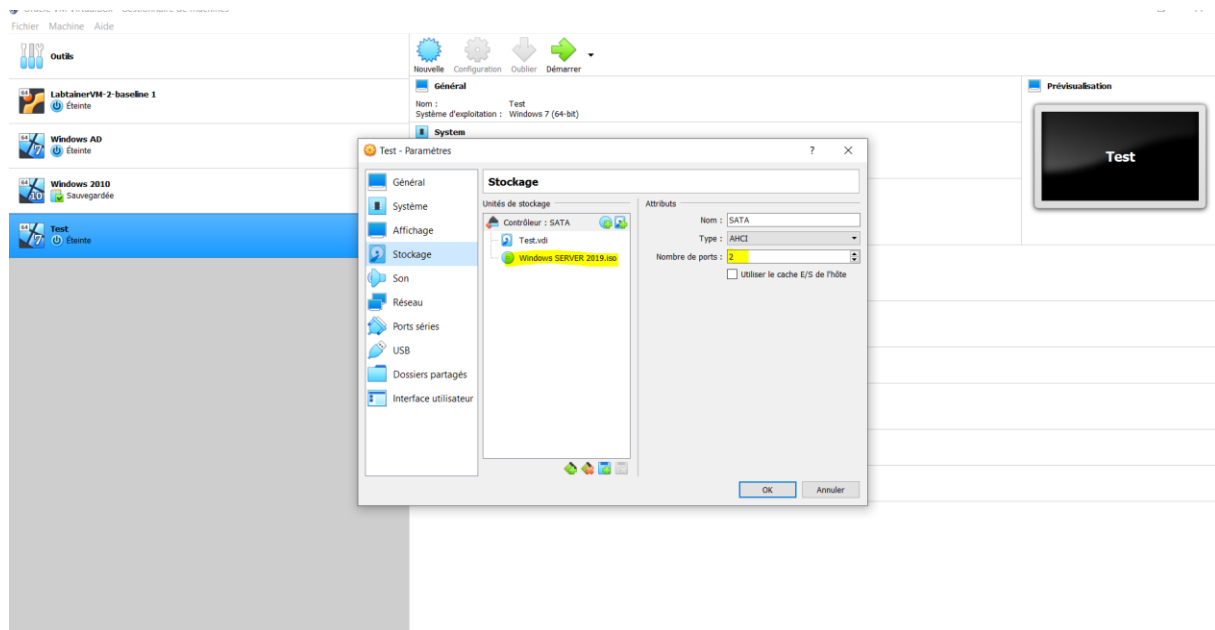 Fichier Machine Aide
Outils
Nouvelle Configuration Oublier Démarrer
LabtainerVM-2-baseline 1
Éteinte
Windows AD
Éteinte
Windows 2010
Sauvegardée
Test
Éteinte
Général
Nom : Test
Système d'exploitation : Windows 7 (64-bit)
System
Prévisualisation
Test
Test - Paramètres
Général
Système
Affichage
Stockage
Son
Réseau
Ports séries
USB
Dossiers partagés
Interface utilisateur
Stockage
Unités de stockage
Contrôleur : SATA
Test.vdi
Windows SERVER 2019.iso
Attributs
Nom : SATA
Type : AHCI
Nombre de ports : 2
Utiliser le cache E/S de l'hôte
OK Annuler